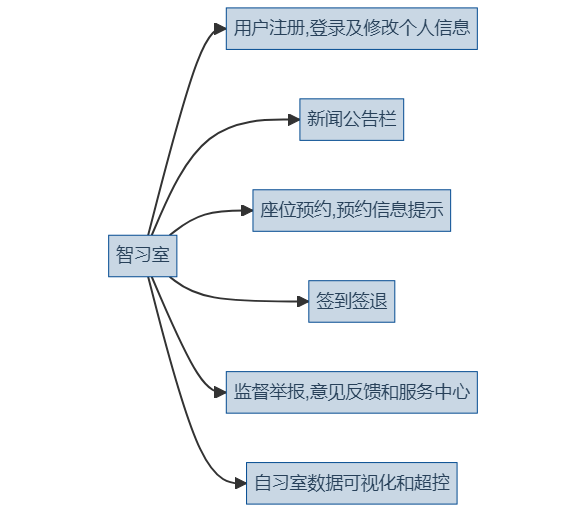 用户注册,登录及修改个人信息
新闻公告栏
座位预约,预约信息提示
智习室
签到签退
监督举报,意见反馈和服务中心
自习室数据可视化和超控